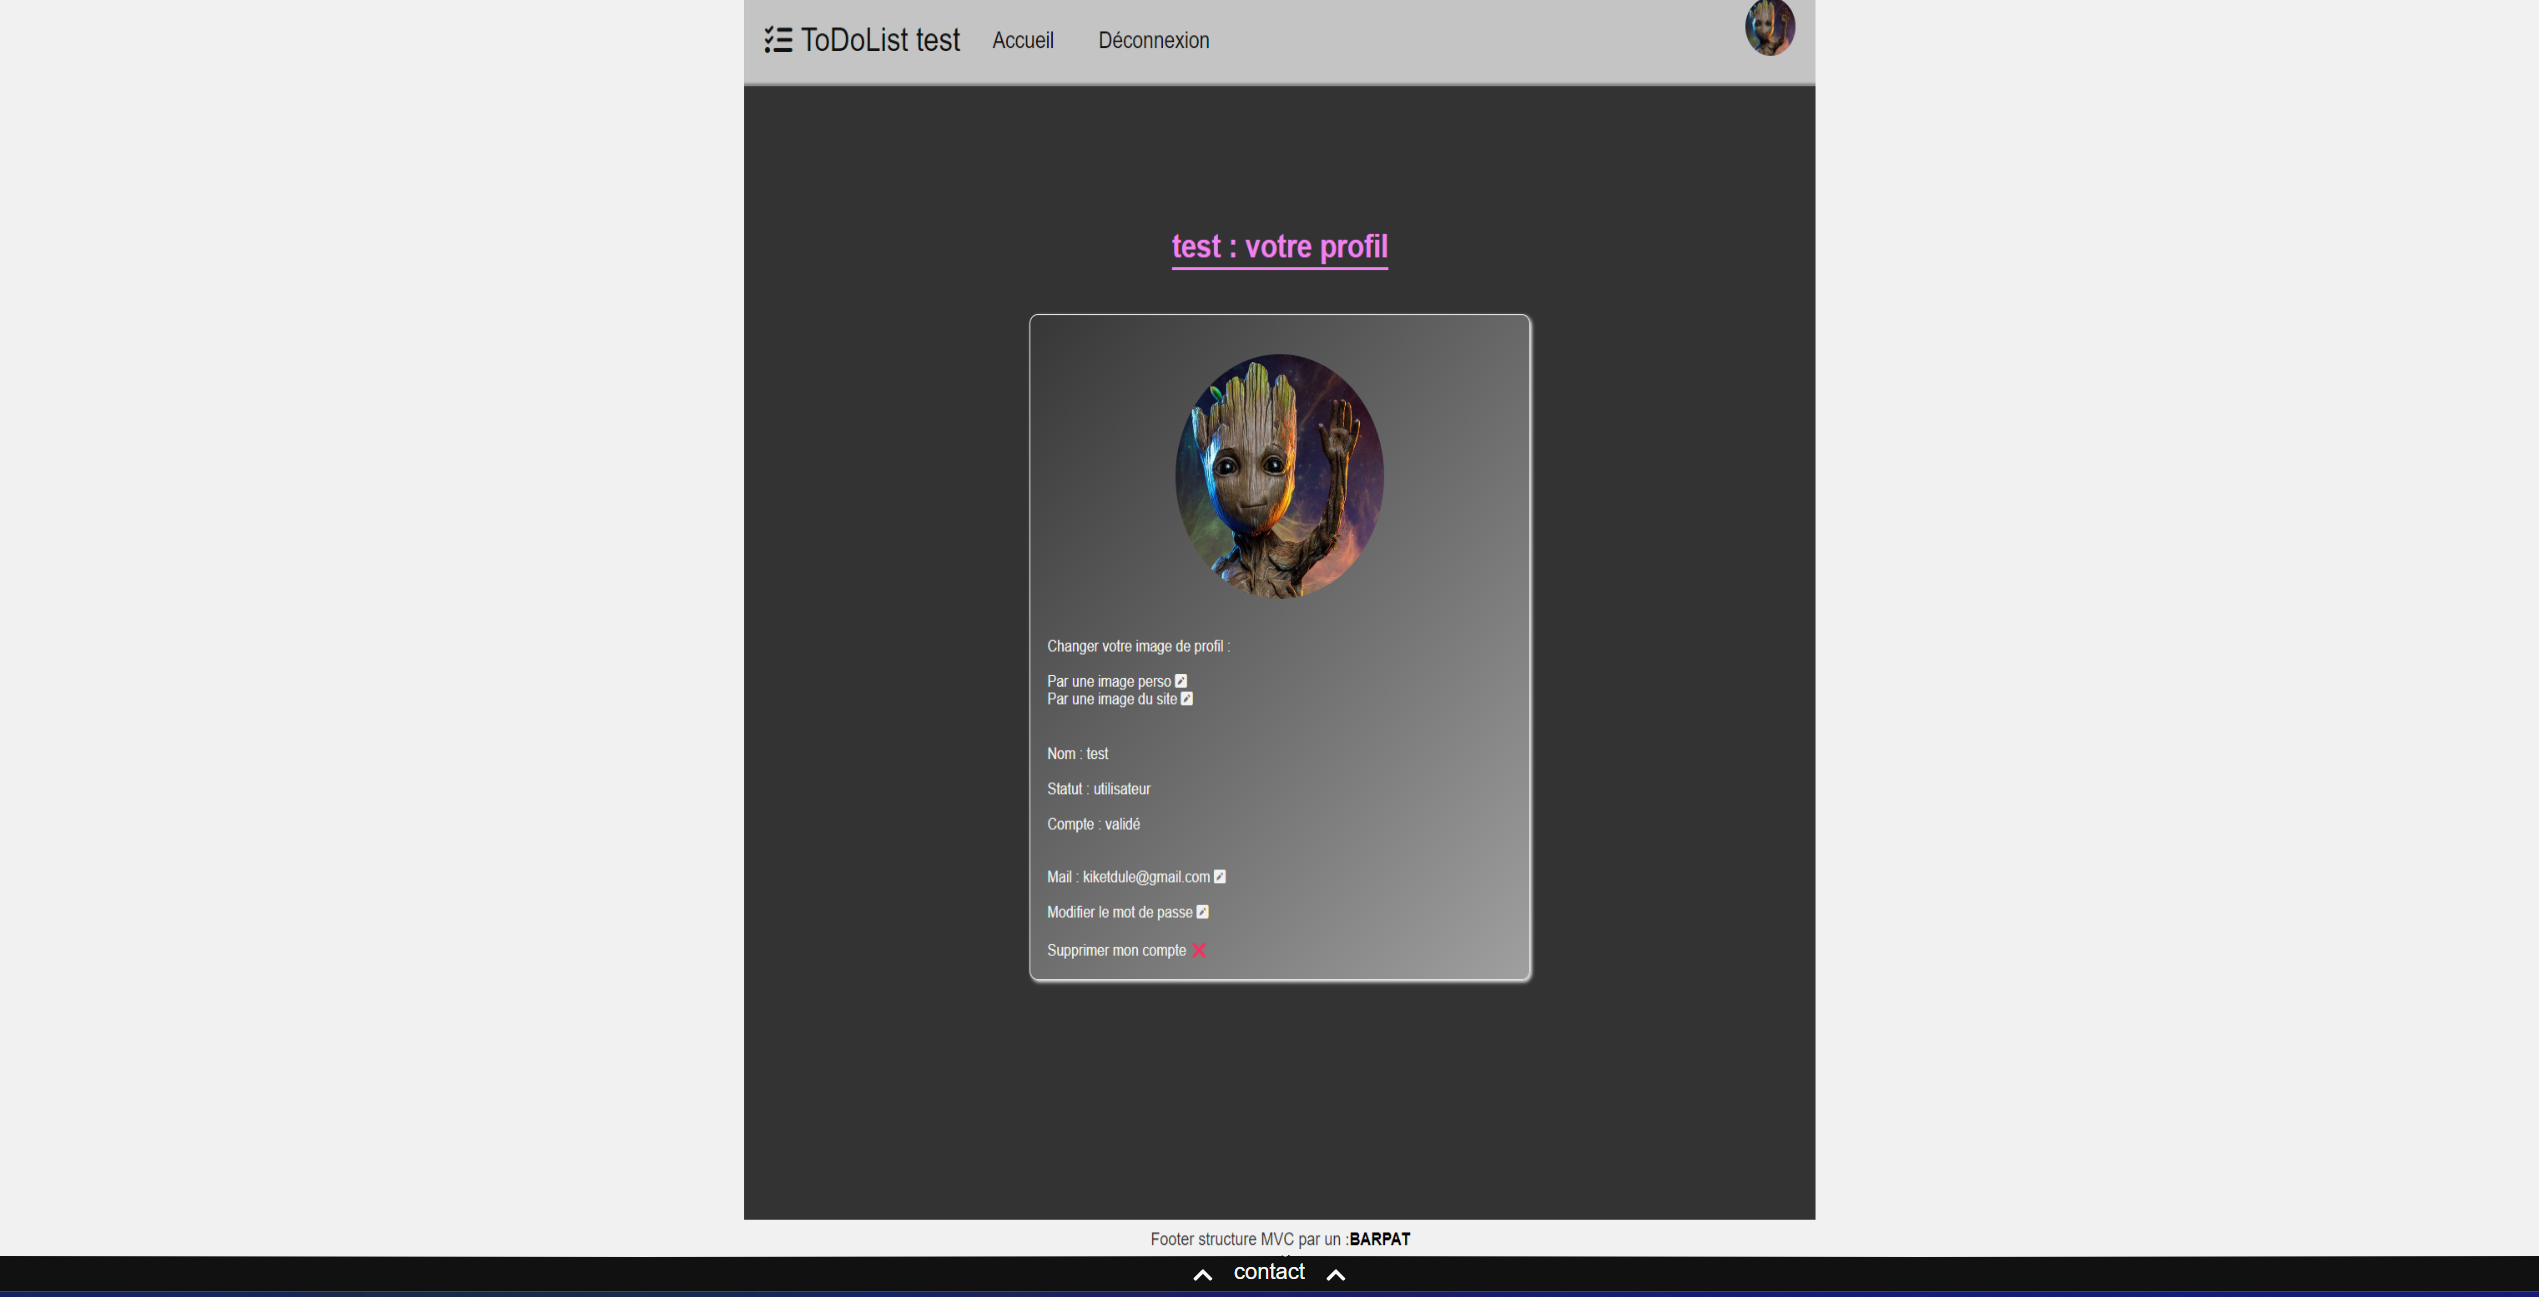 ToDoList test Accueil Déconnexion
test : votre profil
Changer votre image de profil :
Par une image perso
Par une image du site
Nom : test
Statut : utilisateur
Compte : validé
Mail : kiketdule@gmail.com
Modifier le mot de passe
Supprimer mon compte
Footer structure MVC par un :BARPAT
contact